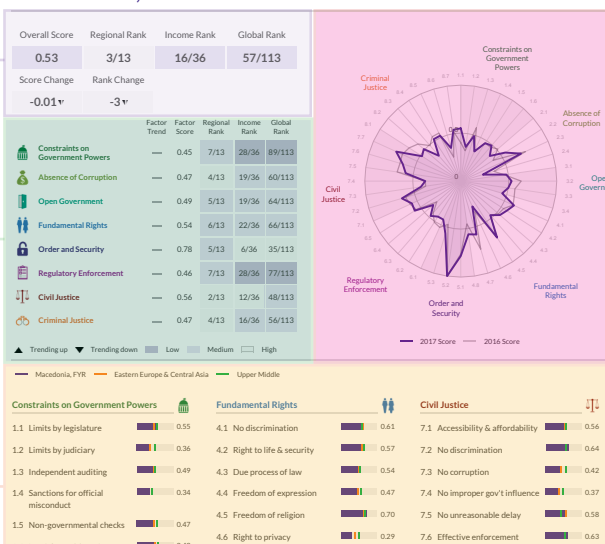 Overall Score Regional Rank Income Rank Global Rank
0.53 3/13 16/36 57/113
Score Change Rank Change
-0.01▼ -3▼
Factor Trend Factor Score Regional Rank Income Rank Global Rank
Constraints on Government Powers — 0.45 7/13 28/36 89/113
Absence of Corruption — 0.47 4/13 19/36 60/113
Open Government — 0.49 5/13 19/36 64/113
Fundamental Rights — 0.54 6/13 22/36 66/113
Order and Security — 0.78 5/13 6/36 35/113
Regulatory Enforcement — 0.46 7/13 28/36 77/113
Civil Justice — 0.56 2/13 12/36 48/113
Criminal Justice — 0.47 4/13 16/36 56/113
▲ Trending up ▼ Trending down Low Medium High
Constraints on
Government
Powers
Criminal
Justice
Absence of
Corruption
Civil
Justice
Regulatory
Enforcement
Fundamental
Rights
Order and
Security
0
2017 Score 2016 Score
Macedonia, FYR Eastern Europe & Central Asia Upper Middle
Constraints on Government Powers
1.1 Limits by legislature 0.55
1.2 Limits by judiciary 0.36
1.3 Independent auditing 0.49
1.4 Sanctions for official 0.34
misconduct
1.5 Non-governmental checks 0.47
Fundamental Rights
4.1 No discrimination 0.61
4.2 Right to life & security 0.57
4.3 Due process of law 0.54
4.4 Freedom of expression 0.47
4.5 Freedom of religion 0.70
4.6 Right to privacy 0.29
Civil Justice
7.1 Accessibility & affordability 0.56
7.2 No discrimination 0.64
7.3 No corruption 0.42
7.4 No improper gov't influence 0.37
7.5 No unreasonable delay 0.58
7.6 Effective enforcement 0.63